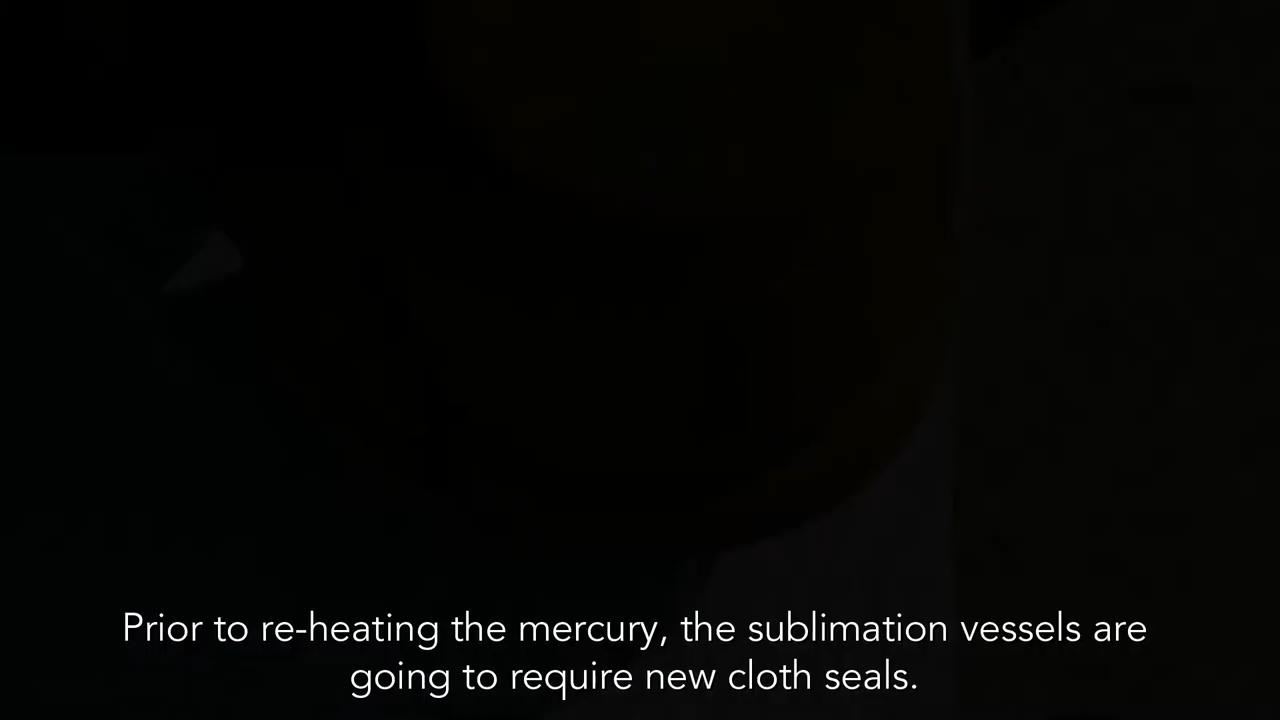 Prior to re-heating the mercury, the sublimation vessels are
going to require new cloth seals.